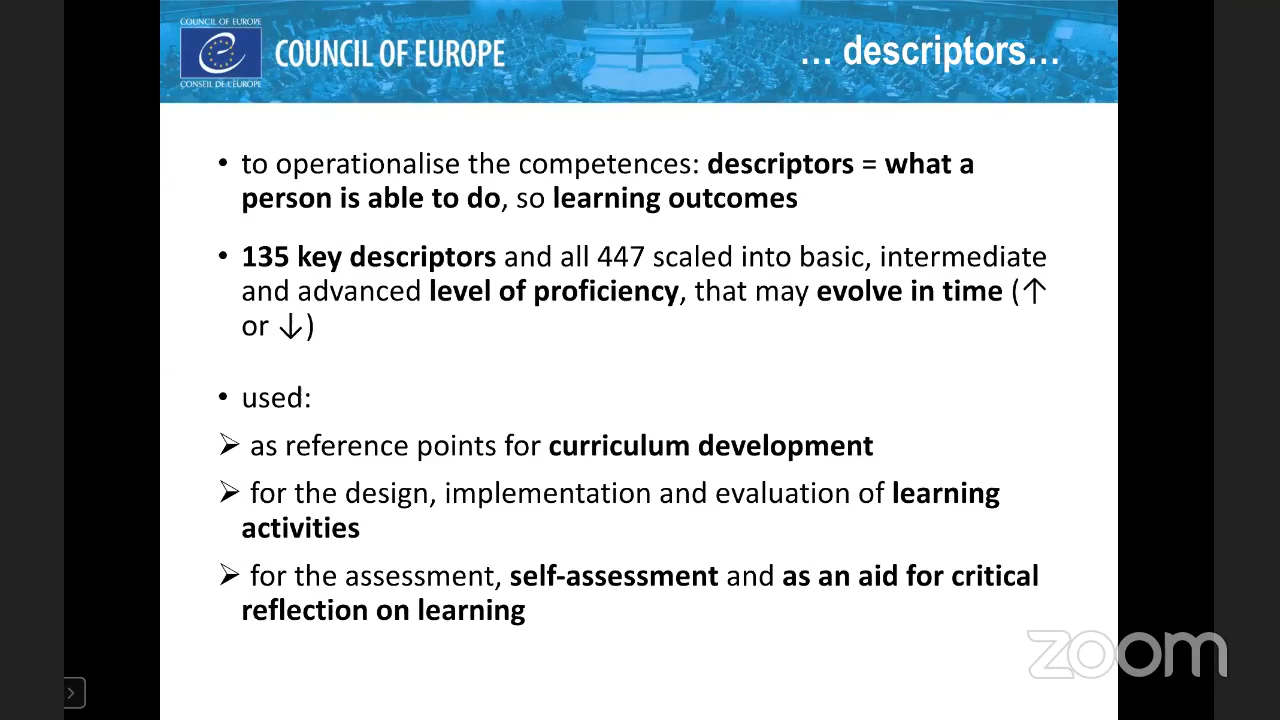 COUNCIL OF EUROPE
COUNCIL OF EUROPE
CONSEIL DE L'EUROPE
... descriptors...
• to operationalise the competences: descriptors = what a
person is able to do, so learning outcomes
• 135 key descriptors and all 447 scaled into basic, intermediate
and advanced level of proficiency, that may evolve in time (↑
or ↓)
• used:
➢ as reference points for curriculum development
➢ for the design, implementation and evaluation of learning
activities
➢ for the assessment, self-assessment and as an aid for critical
reflection on learning
zoom